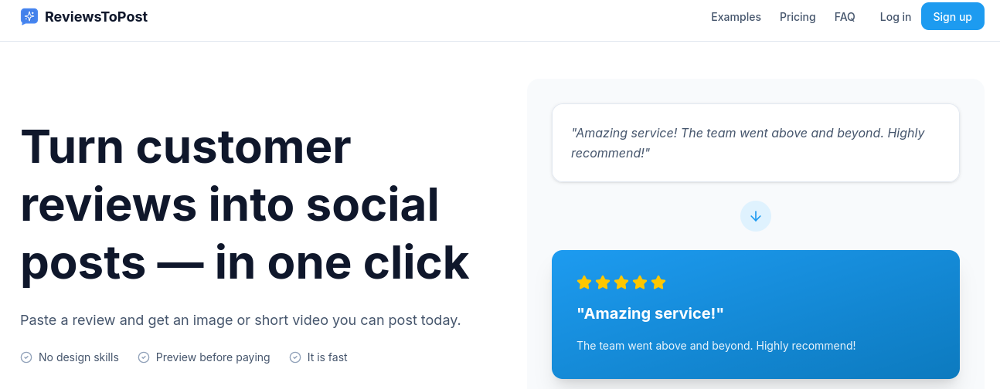 ReviewsToPost
Examples
Pricing
FAQ
Log in
Sign up
Turn customer
reviews into social
posts — in one click
Paste a review and get an image or short video you can post today.
No design skills
Preview before paying
It is fast
"Amazing service! The team went above and beyond. Highly
recommend!"
"Amazing service!"
The team went above and beyond. Highly recommend!